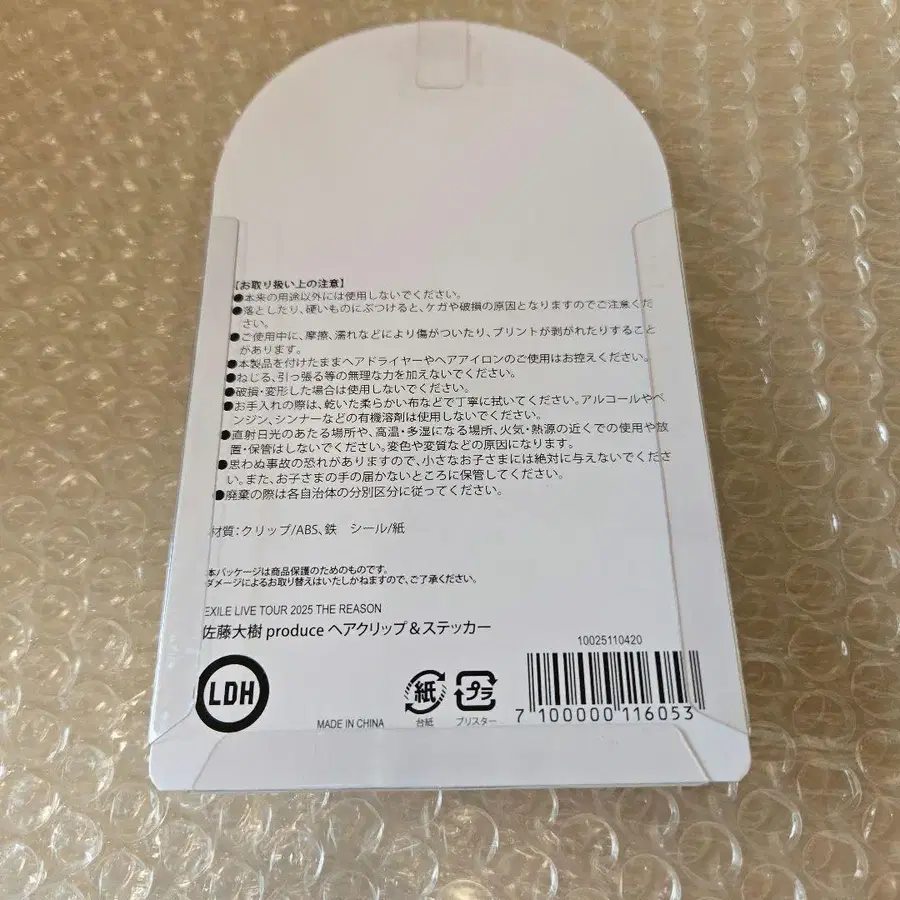 【お取り扱い上の注意】
●本来の用途以外には使用しないでください。
●落としたり、硬いものにぶつけると、ケガや破損の原因となりますのでご注意くだ
さい。
●ご使用中に、摩擦、濡れなどにより傷がついたり、プリントが剥がれたりすること
があります。
●本製品を付けたままヘアドライヤーやヘアアイロンのご使用はお控えください。
●ねじる、引っ張る等の無理な力を加えないでください。
●破損・変形した場合は使用しないでください。
●お手入れの際は、乾いた柔らかい布などで丁寧に拭いてください。アルコールやベ
ンジン、シンナーなどの有機溶剤は使用しないでください。
●直射日光のあたる場所や、高温・多湿になる場所、火気・熱源の近くでの使用や放
置・保管はしないでください。変色や変質などの原因になります。
●思わぬ事故の恐れがありますので、小さなお子さまには絶対に与えないでくださ
い。また、お子さまの手の届かないところに保管してください。
●廃棄の際は各自治体の分別区分に従ってください。
材質：クリップ/ABS、鉄 シール/紙
本パッケージは商品保護のためのものです。
ダメージによるお取り替えはいたしかねますので、ご了承ください。
EXILE LIVE TOUR 2025 THE REASON
佐藤大樹 produce ヘアクリップ＆ステッカー
10025110420
LDH
MADE IN CHINA
紙
台紙
プラ
ブリスター
7 100000 116053